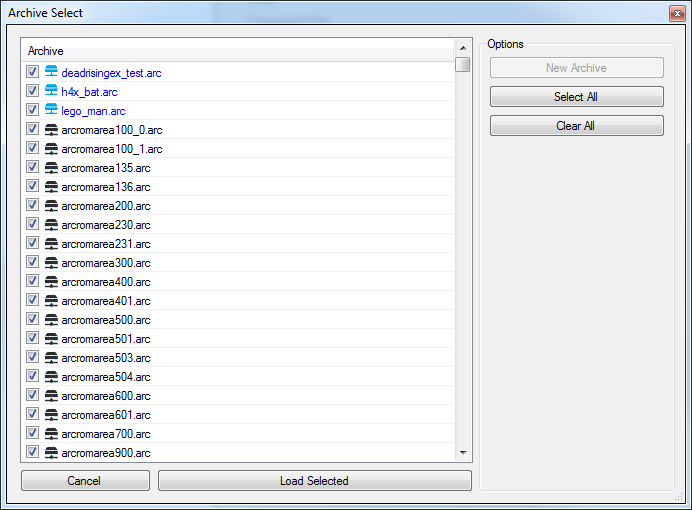 Archive Select
Archive
deadrisingex_test.arc
h4x_bat.arc
lego_man.arc
arcromarea100_0.arc
arcromarea100_1.arc
arcromarea135.arc
arcromarea136.arc
arcromarea200.arc
arcromarea230.arc
arcromarea231.arc
arcromarea300.arc
arcromarea400.arc
arcromarea401.arc
arcromarea500.arc
arcromarea501.arc
arcromarea503.arc
arcromarea504.arc
arcromarea600.arc
arcromarea601.arc
arcromarea700.arc
arcromarea900.arc
Cancel
Load Selected
Options
New Archive
Select All
Clear All